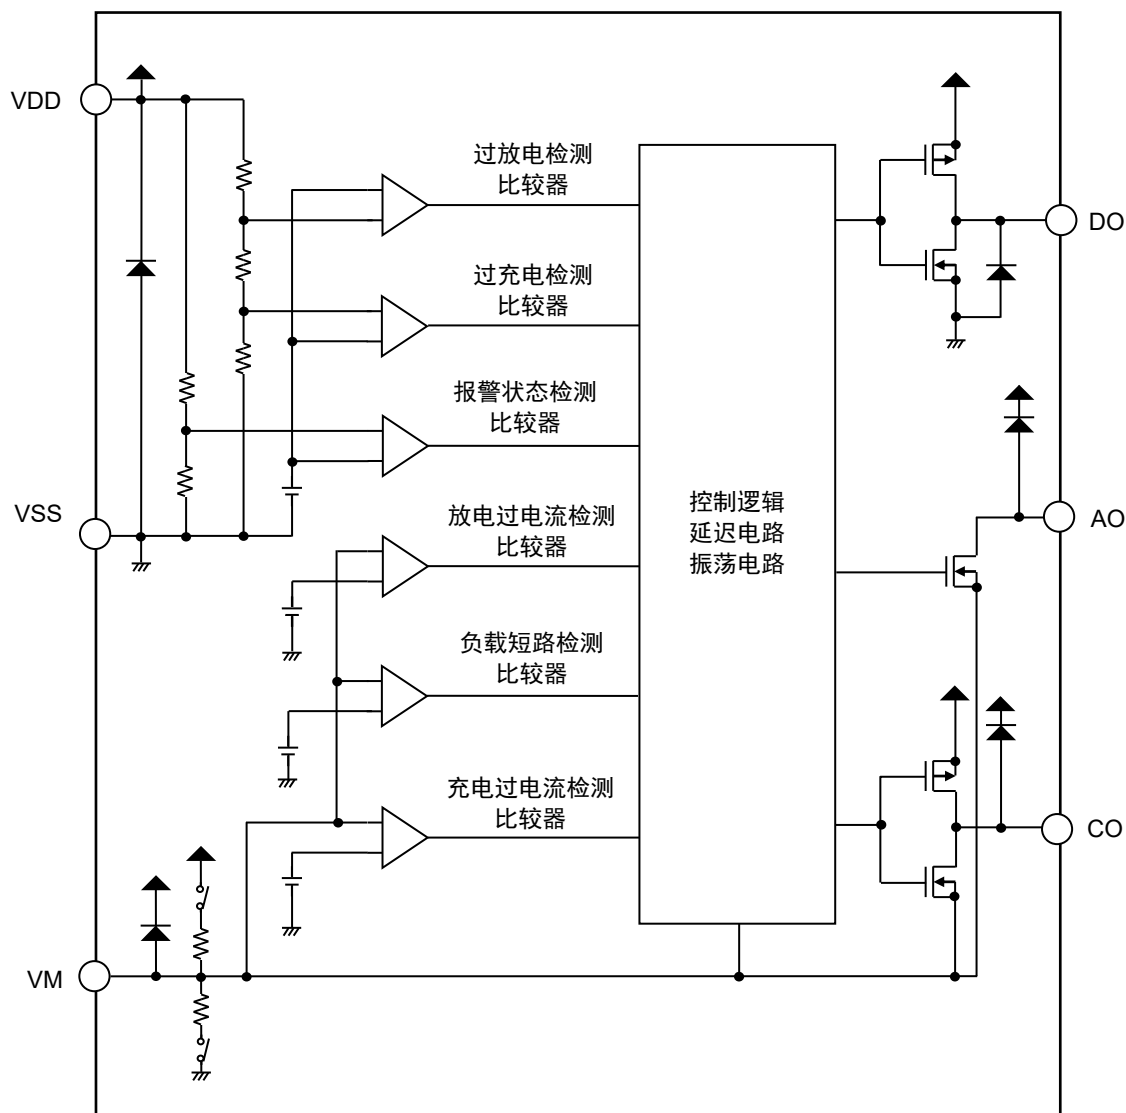 VDD
过放电检测
比较器
DO
过充电检测
比较器
报警状态检测
比较器
VSS
放电过电流检测
比较器
控制逻辑
延迟电路
振荡电路
AO
负载短路检测
比较器
充电过电流检测
比较器
CO
VM